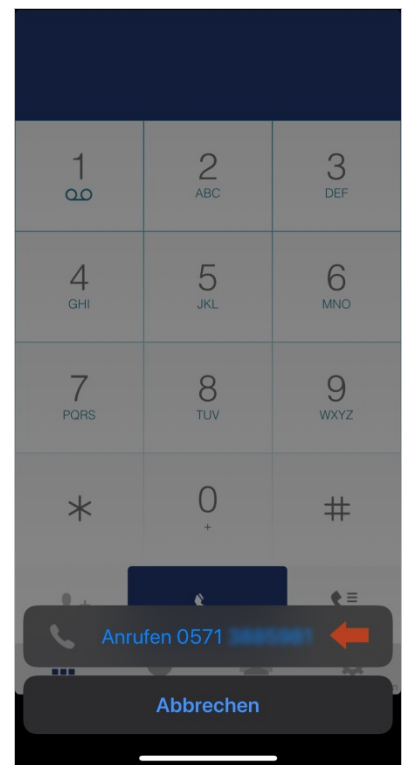 1 2 3
ABC DEF
4 5 6
GHI JKL MNO
7 8 9
PQRS TUV WXYZ
* 0 #
+
Anrufen 0571
Abbrechen